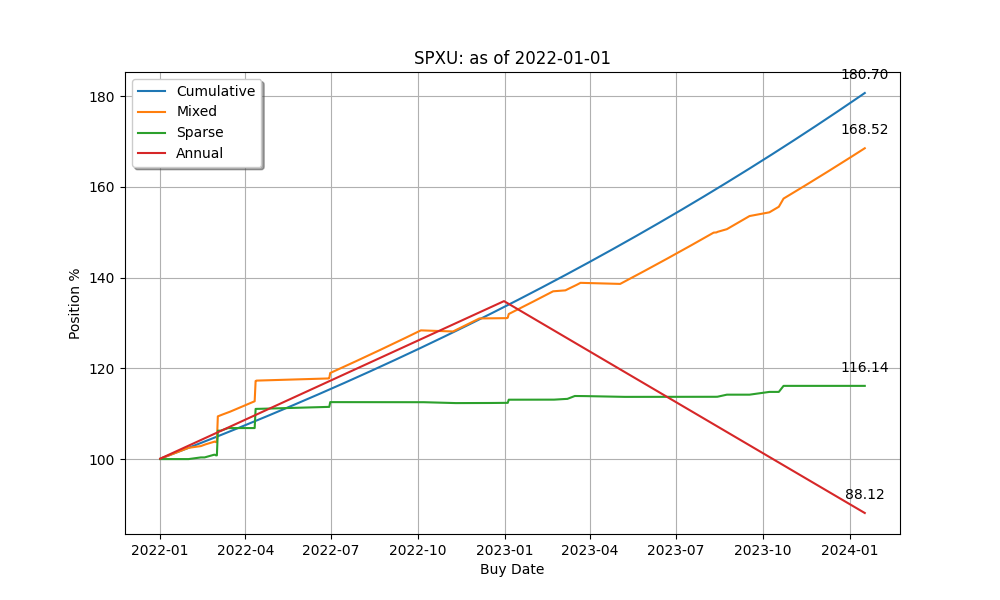 SPXU: as of 2022-01-01
180.70
180
Cumulative
Mixed
Sparse
Annual
168.52
160
140
120
116.14
100
88.12
Position %
2022-01 2022-04 2022-07 2022-10 2023-01 2023-04 2023-07 2023-10 2024-01
Buy Date